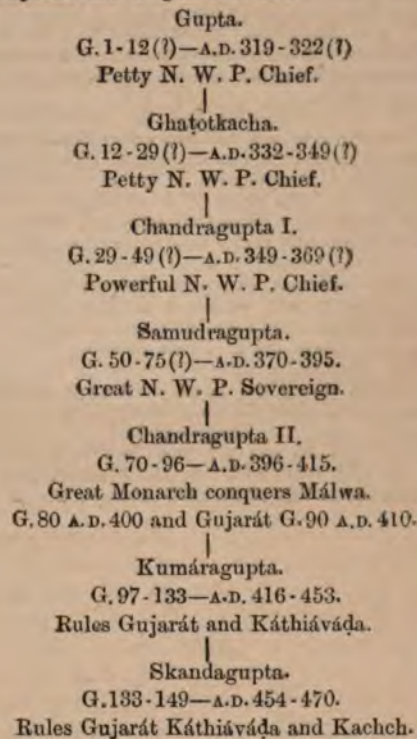 Gupta.
G. 1-12 (?)—A.D. 319-322 (?)
Petty N. W. P. Chief.
Ghaṭotkacha.
G. 12-29 (?)—A.D. 332-349 (?)
Petty N. W. P. Chief.
Chandragupta I.
G. 29-49 (?)—A.D. 349-369 (?)
Powerful N. W. P. Chief.
Samudragupta.
G. 50-75 (?)—A.D. 370-395.
Great N. W. P. Sovereign.
Chandragupta II.
G. 70-96—A.D. 396-415.
Great Monarch conquers Málwa.
G. 80 A.D. 400 and Gujarát G. 90 A.D. 410.
Kumáragupta.
G. 97-133—A.D. 416-453.
Rules Gujarát and Káthiáváḍa.
Skandagupta.
G. 133-149—A.D. 454-470.
Rules Gujarát Káthiáváḍa and Kachch.